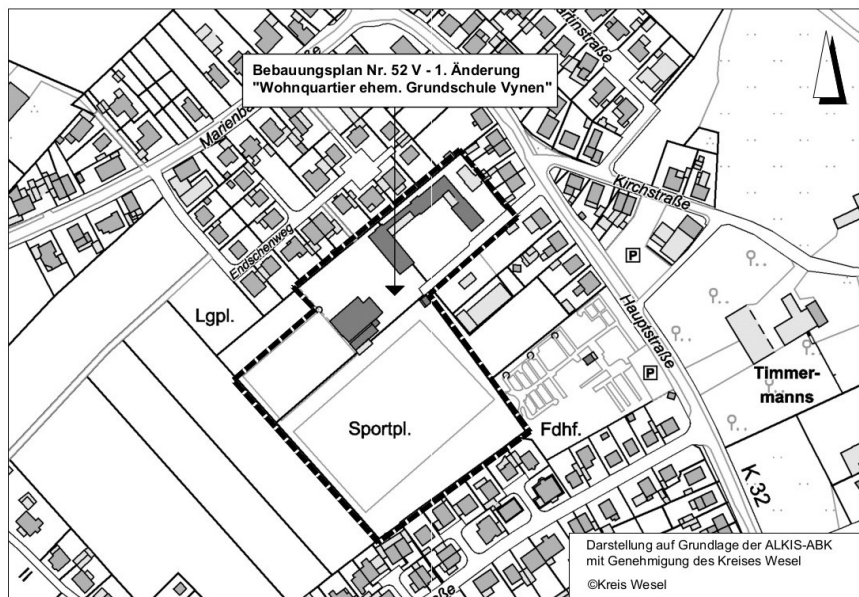 Bebauungsplan Nr. 52 V - 1. Änderung
"Wohnquartier ehem. Grundschule Vynen"
Kirchstraße
Endschenweg
Lgpl.
P
Hauptstraße
Timmer-
manns
P
Sportpl.
Fdhf.
K 32
Darstellung auf Grundlage der ALKIS-ABK
mit Genehmigung des Kreises Wesel
©Kreis Wesel